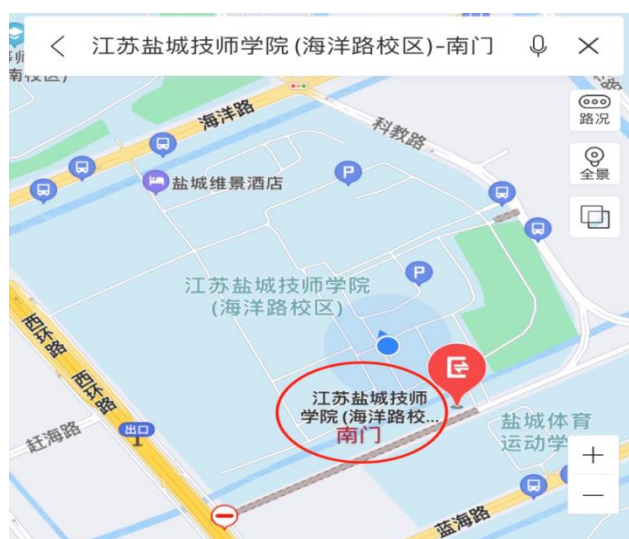 江苏盐城技师学院(海洋路校区)-南门
南校区)
路况
全景
海洋路
科教路
盐城维景酒店
P
P
江苏盐城技师学院
(海洋路校区)
西环路
西环路
江苏盐城技师
学院(海洋路校...
南门
盐城体育
运动学
出口
赶海路
蓝海路